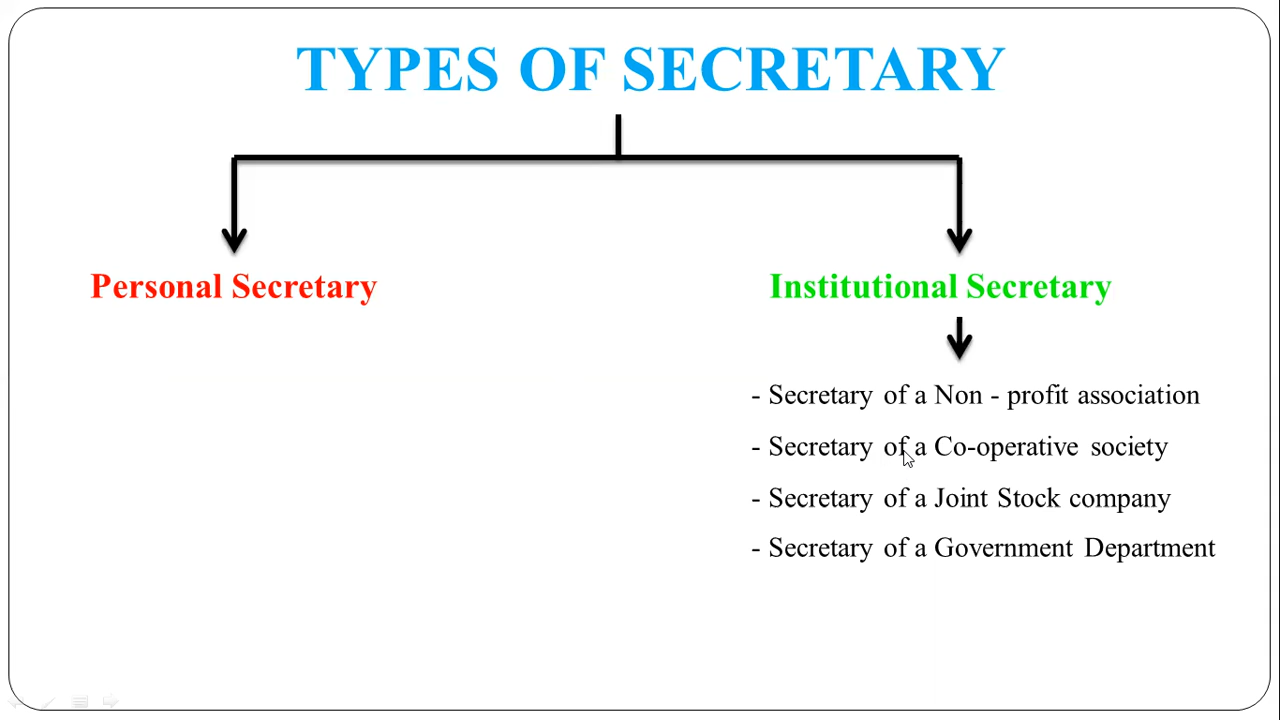 TYPES OF SECRETARY
Personal Secretary
Institutional Secretary
- Secretary of a Non - profit association
- Secretary of a Co-operative society
- Secretary of a Joint Stock company
- Secretary of a Government Department